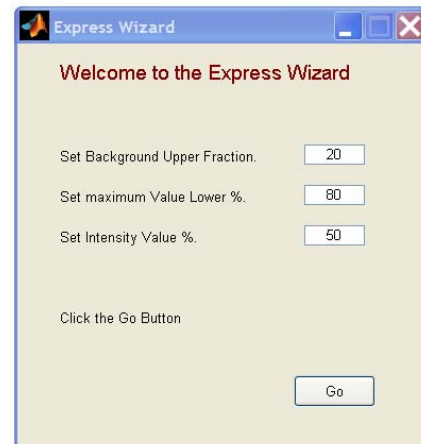 Express Wizard
Welcome to the Express Wizard
Set Background Upper Fraction. 20
Set maximum Value Lower %. 80
Set Intensity Value %. 50
Click the Go Button
Go